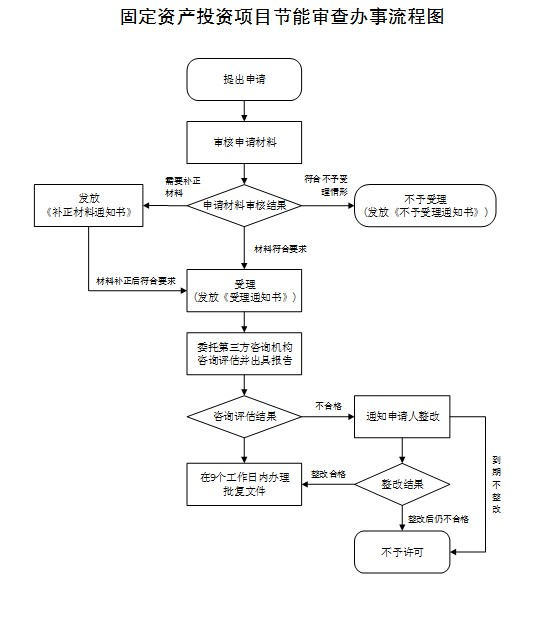 固定资产投资项目节能审查办事流程图
提出申请
审核申请材料
需要补正
材料
符合不予受
理情形
发放
《补正材料通知书》
申请材料审核结果
不予受理
(发放《不予受理通知书》)
材料符合要求
材料补正后符合要求
受理
(发放《受理通知书》)
委托第三方咨询机构
咨询评估并出具报告
咨询评估结果
不合格
通知申请人整改
到
期
不
整
改
在9个工作日内办理
批复文件
整改合格
整改结果
整改后仍不合格
不予许可